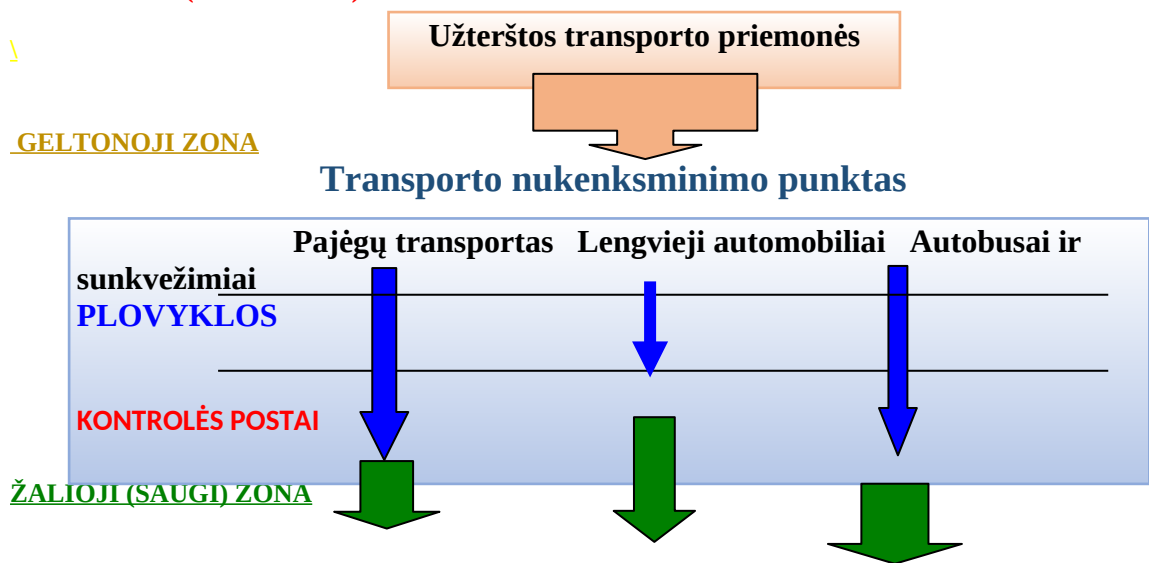 Užterštos transporto priemonės
\
GELTONOJI ZONA
Transporto nukenksminimo punktas
Pajėgų transportas Lengvieji automobiliai Autobusai ir
sunkvežimiai
PLOVYKLOS
KONTROLĖS POSTAI
ŽALIOJI (SAUGI) ZONA